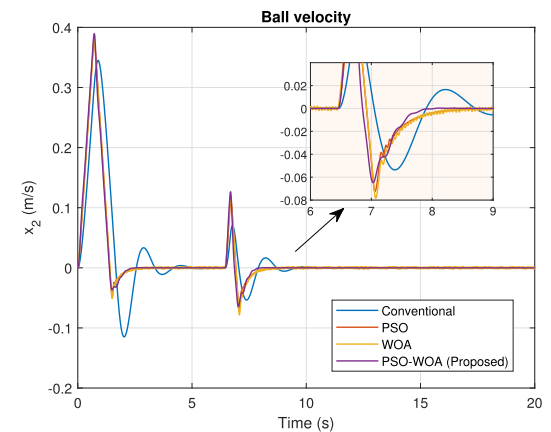 Ball velocity
0.4
0.3
0.2
0.1
0
-0.1
-0.2
x2 (m/s)
0.02
0
-0.02
-0.04
-0.06
-0.08
6 7 8 9
Conventional
PSO
WOA
PSO-WOA (Proposed)
0 5 10 15 20
Time (s)